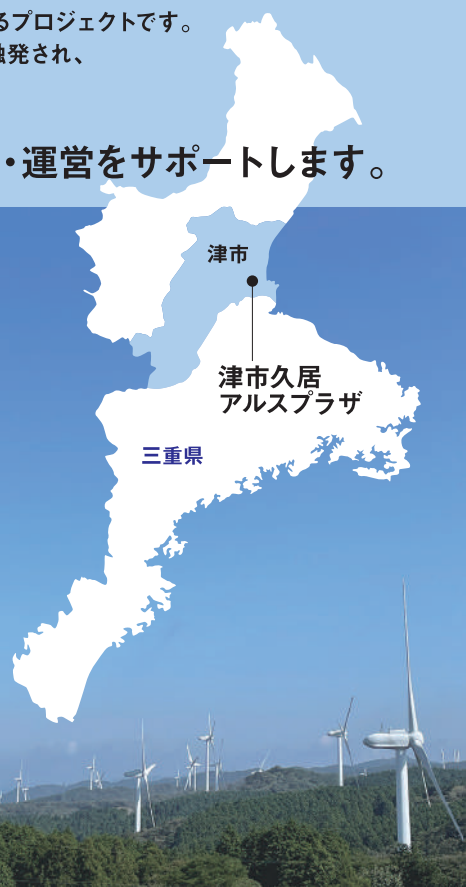 るプロジェクトです。
触発され、
・運営をサポートします。
津市
津市久居
アルスプラザ
三重県